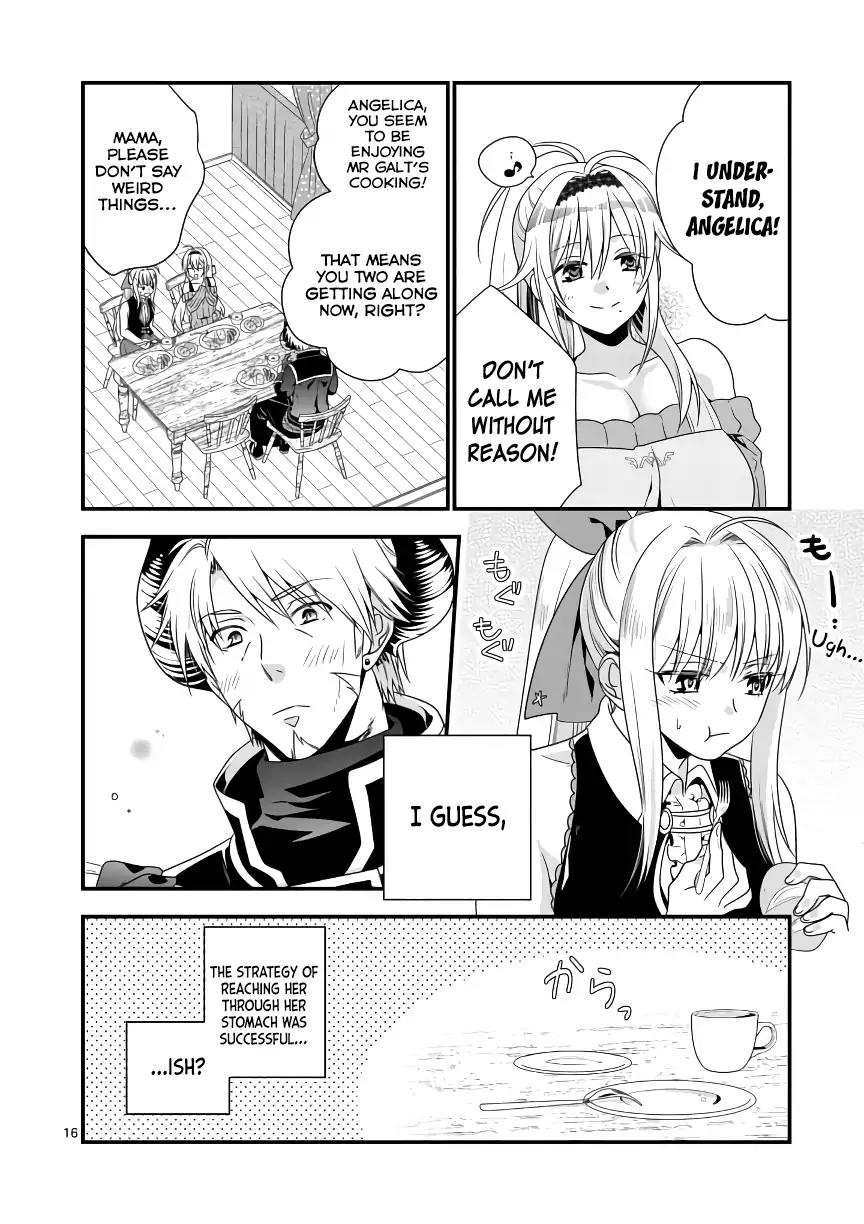 I UNDER-
STAND,
ANGELICA!
DON'T
CALL ME
WITHOUT
REASON!
ANGELICA,
YOU SEEM
TO BE
ENJOYING
MR GALT'S
COOKING!
THAT MEANS
YOU TWO ARE
GETTING ALONG
NOW, RIGHT?
MAMA,
PLEASE
DON'T SAY
WEIRD
THINGS...
もー…
Ugh...
もぐ
もぐ
I GUESS,
THE STRATEGY OF
REACHING HER
THROUGH HER
STOMACH WAS
SUCCESSFUL...
...ISH?
からっ
16